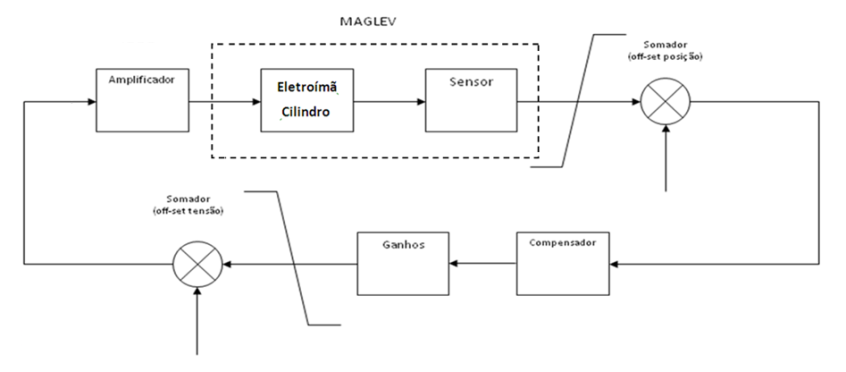 MAGLEV
Somador
(off-set posição)
Amplificador
Eletroímã
Cilindro
Sensor
Somador
(off-set tensão)
Ganhos
Compensador